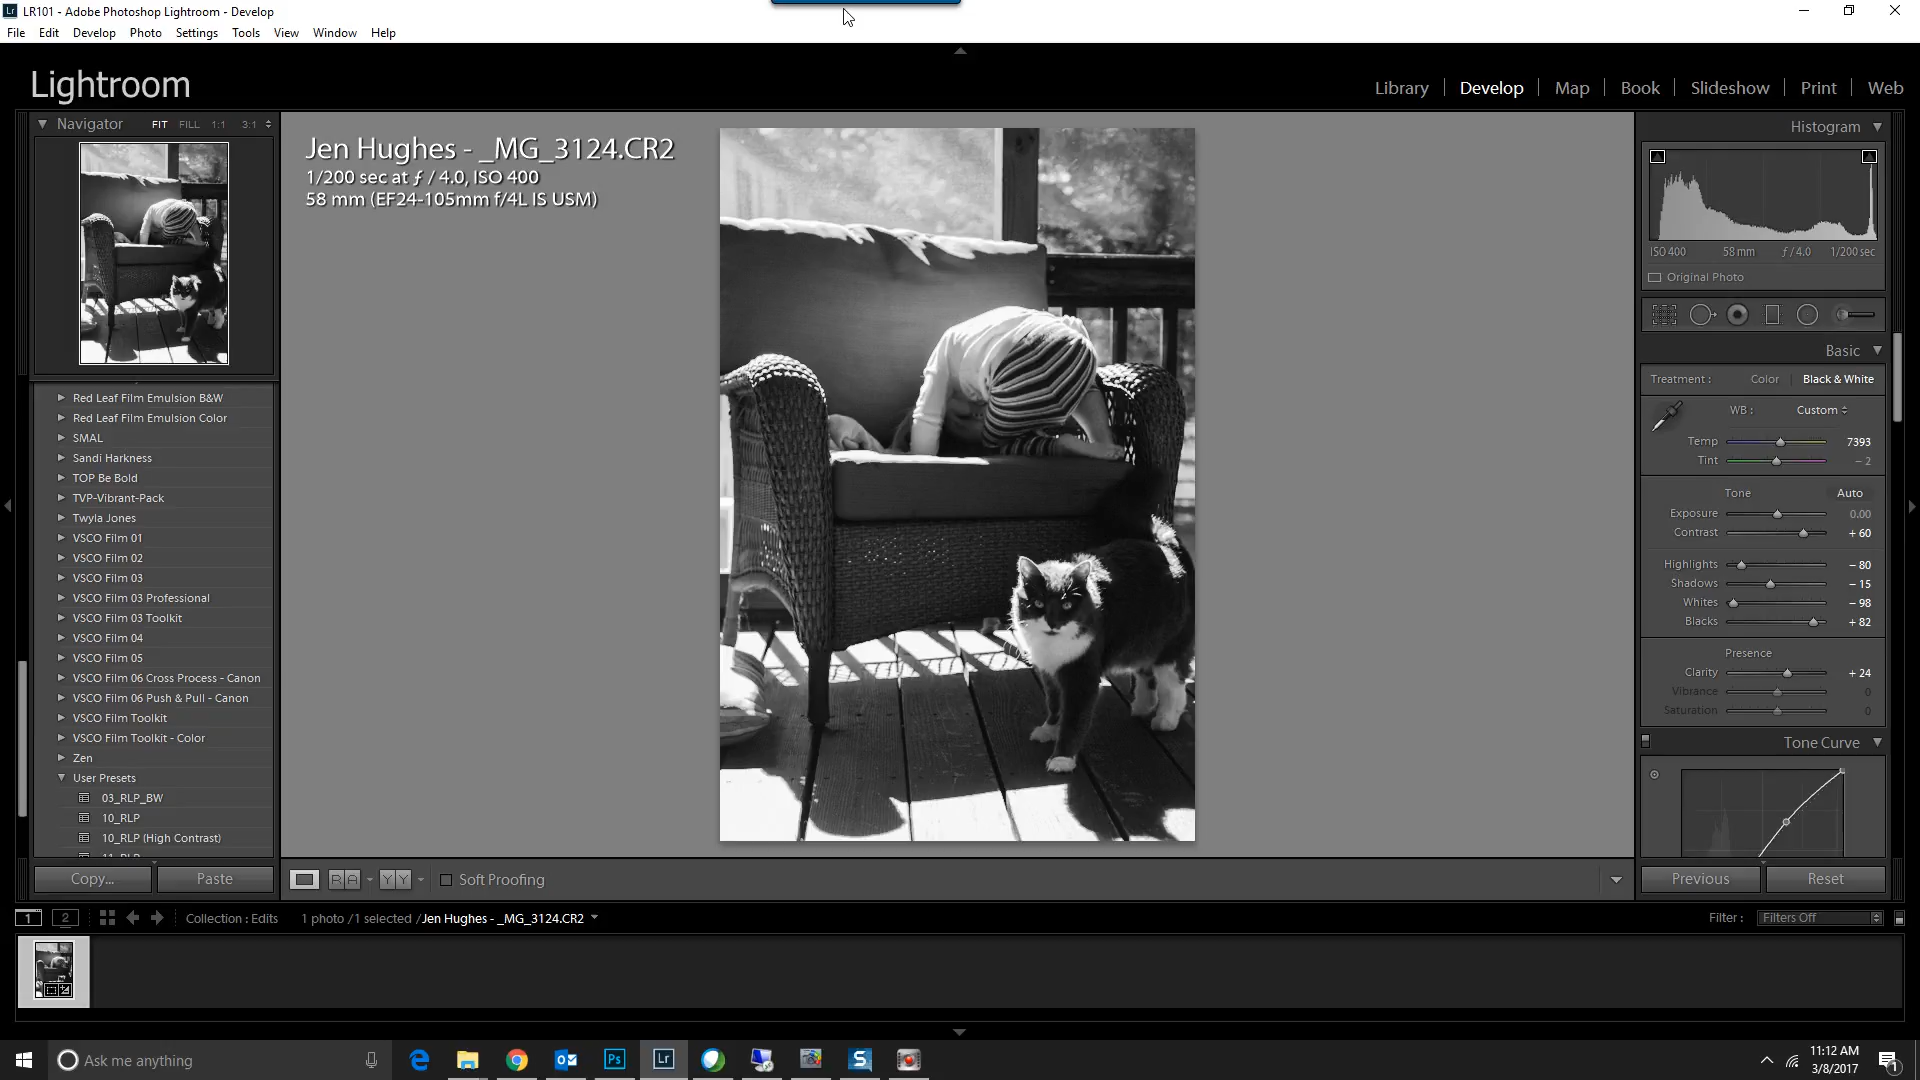 LR101 - Adobe Photoshop Lightroom - Develop
File Edit Develop Photo Settings Tools View Window Help
Lightroom
Library Develop Map Book Slideshow Print Web
Navigator FIT FILL 1:1 3:1
Jen Hughes - _MG_3124.CR2
1/200 sec at ƒ / 4.0, ISO 400
58 mm (EF24-105mm f/4L IS USM)
Red Leaf Film Emulsion B&W
Red Leaf Film Emulsion Color
SMAL
Sandi Harkness
TOP Be Bold
TVP-Vibrant-Pack
Twyla Jones
VSCO Film 01
VSCO Film 02
VSCO Film 03
VSCO Film 03 Professional
VSCO Film 03 Toolkit
VSCO Film 04
VSCO Film 05
VSCO Film 06 Cross Process - Canon
VSCO Film 06 Push & Pull - Canon
VSCO Film Toolkit
VSCO Film Toolkit - Color
Zen
User Presets
03_RLP_BW
10_RLP
10_RLP (High Contrast)
Copy... Paste
Histogram
ISO 400 58 mm ƒ / 4.0 1/200 sec
Original Photo
Basic
Treatment : Color Black & White
WB : Custom
Temp 7393
Tint – 2
Tone Auto
Exposure 0.00
Contrast + 60
Highlights – 80
Shadows – 15
Whites – 98
Blacks + 82
Presence
Clarity + 24
Vibrance 0
Saturation 0
Tone Curve
Previous Reset
R A Y Y Soft Proofing
1 2 Collection : Edits 1 photo / 1 selected / Jen Hughes - _MG_3124.CR2
Filter : Filters Off
Ask me anything
Ps Lr S
11:12 AM
3/8/2017
1